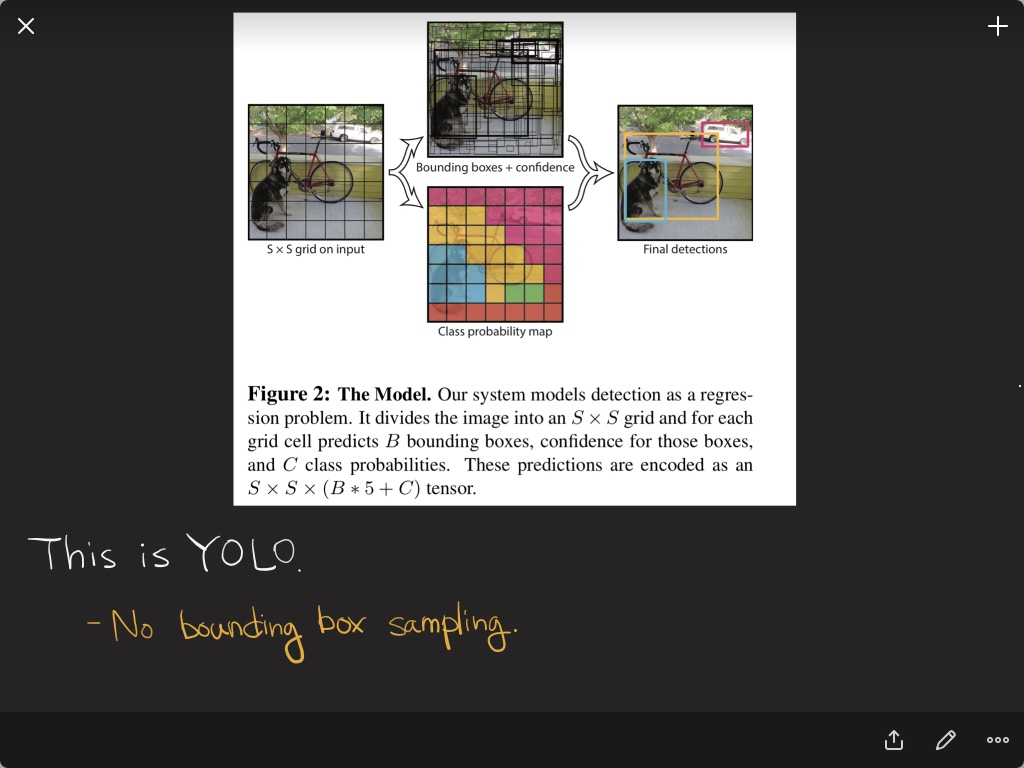 Bounding boxes + confidence
S × S grid on input
Final detections
Class probability map
Figure 2: The Model. Our system models detection as a regres-
sion problem. It divides the image into an S × S grid and for each
grid cell predicts B bounding boxes, confidence for those boxes,
and C class probabilities. These predictions are encoded as an
S × S × (B ∗ 5 + C) tensor.
This is YOLO.
- No bounding box sampling.